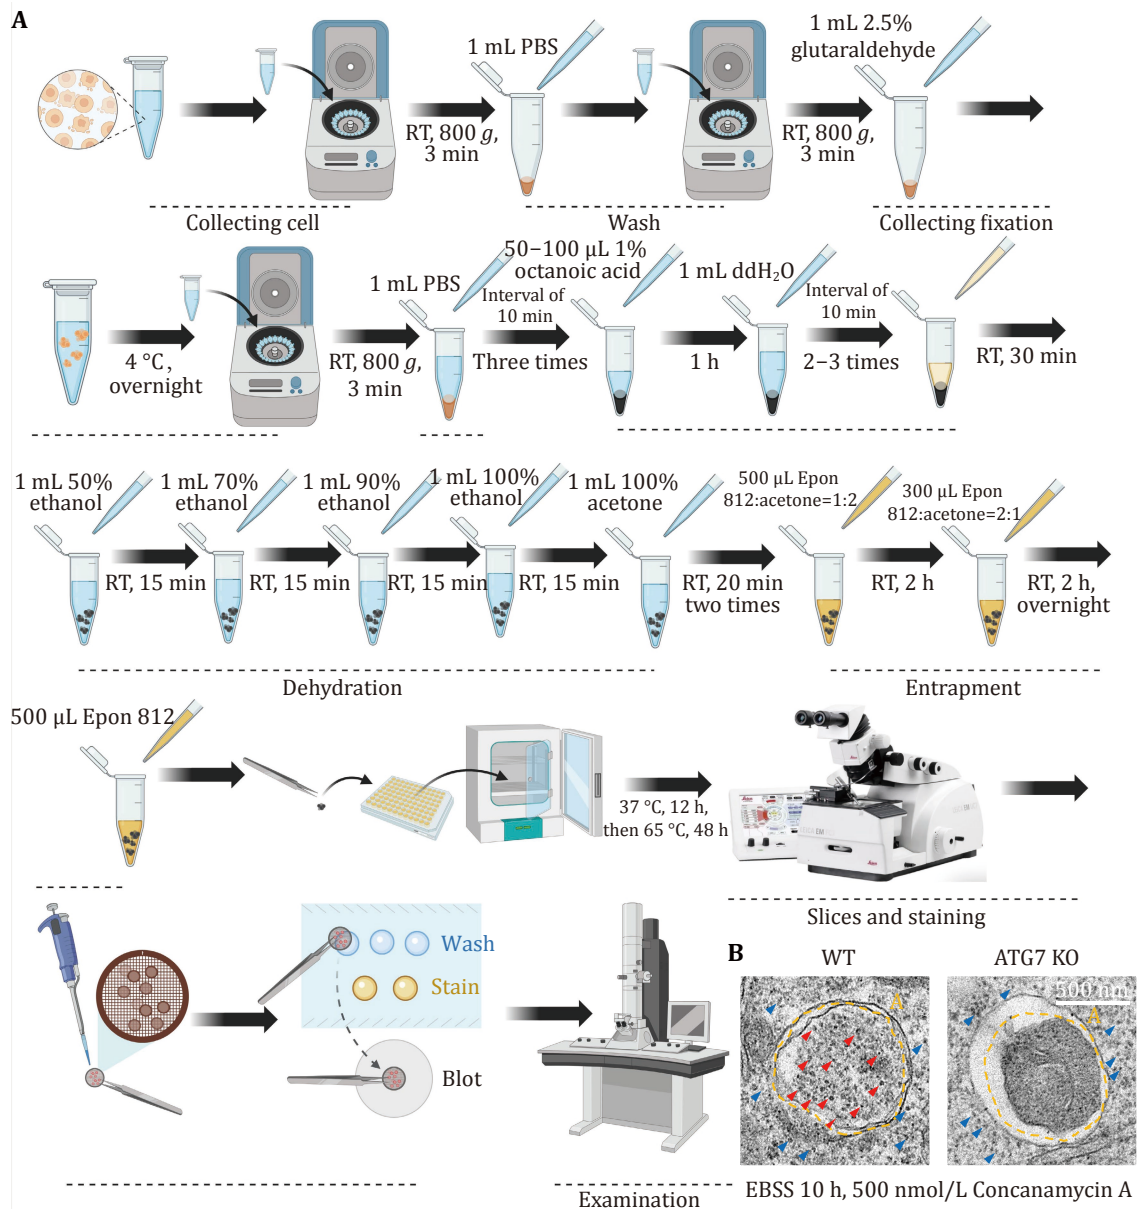 A
1 mL PBS
1 mL 2.5%
glutaraldehyde
RT, 800 g,
3 min
RT, 800 g,
3 min
Collecting cell
Wash
Collecting fixation
4 °C,
overnight
RT, 800 g,
3 min
1 mL PBS
Interval of
10 min
Three times
50–100 μL 1%
octanoic acid
1 h
1 mL ddH₂O
Interval of
10 min
2–3 times
RT, 30 min
1 mL 50%
ethanol
1 mL 70%
ethanol
1 mL 90%
ethanol
1 mL 100%
ethanol
1 mL 100%
acetone
500 μL Epon
812:acetone=1:2
300 μL Epon
812:acetone=2:1
RT, 15 min
RT, 15 min
RT, 15 min
RT, 15 min
RT, 20 min
two times
RT, 2 h
RT, 2 h,
overnight
Dehydration
Entrapment
500 μL Epon 812
37 °C, 12 h,
then 65 °C, 48 h
Slices and staining
Wash
Stain
Blot
Examination
B
WT
ATG7 KO
A
500 nm
A
EBSS 10 h, 500 nmol/L Concanamycin A